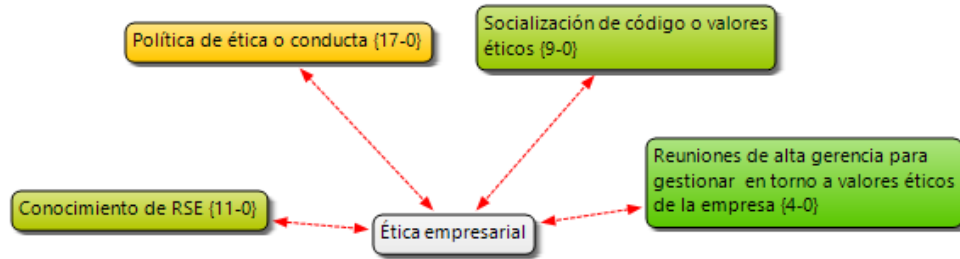 Política de ética o conducta {17-0}
Socialización de código o valores
éticos {9-0}
Reuniones de alta gerencia para
gestionar en torno a valores éticos
de la empresa {4-0}
Conocimiento de RSE {11-0}
Ética empresarial